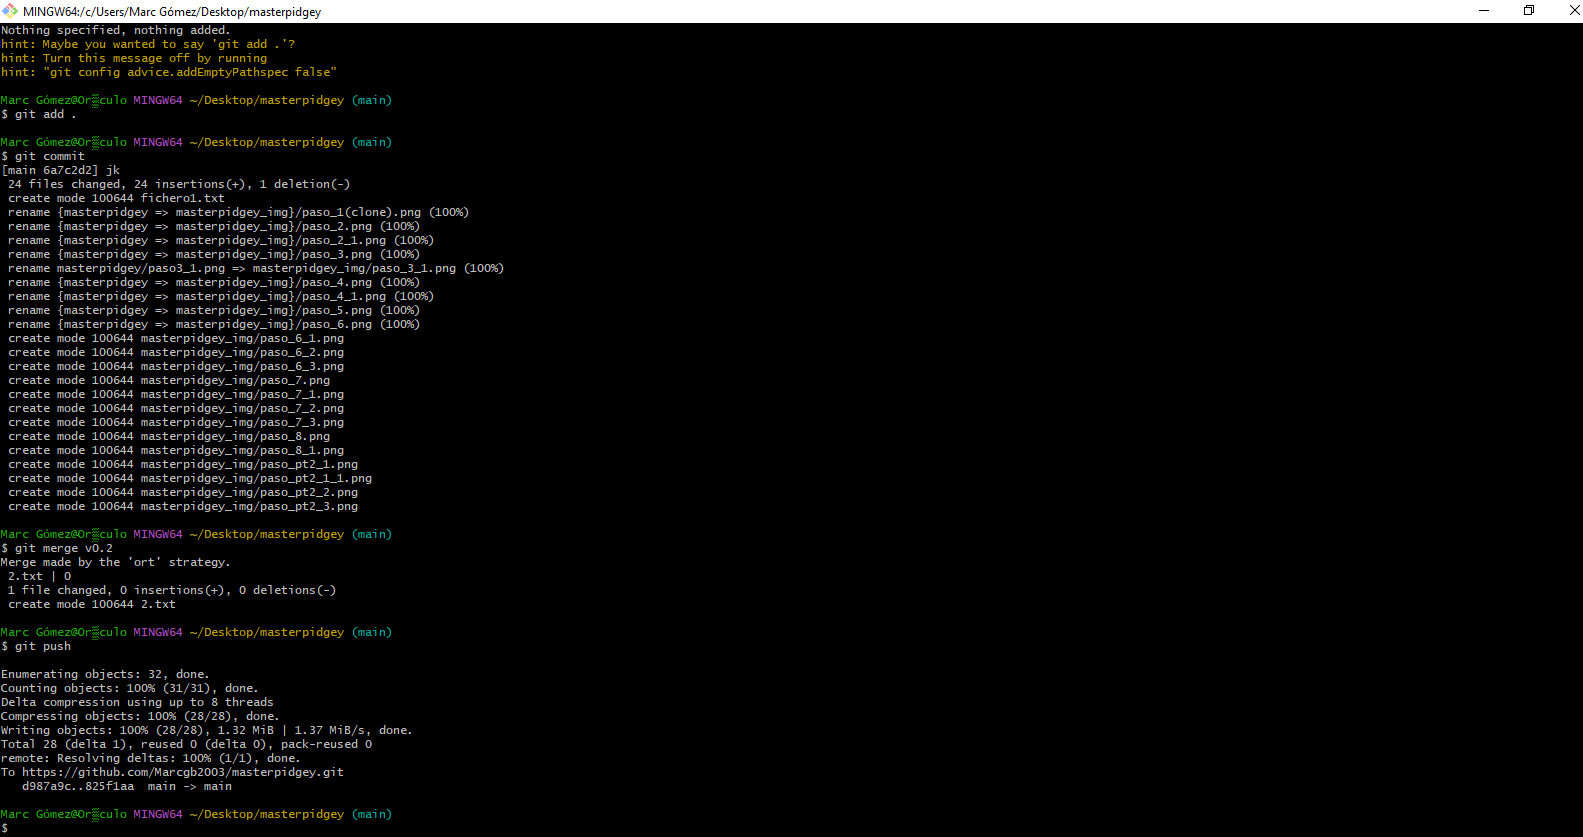 MINGW64:/c/Users/Marc Gómez/Desktop/masterpidgey
Nothing specified, nothing added.
hint: Maybe you wanted to say 'git add .'?
hint: Turn this message off by running
hint: "git config advice.addEmptyPathspec false"
Marc Gómez@Or▒culo MINGW64 ~/Desktop/masterpidgey (main)
$ git add .
Marc Gómez@Or▒culo MINGW64 ~/Desktop/masterpidgey (main)
$ git commit
[main 6a7c2d2] jk
 24 files changed, 24 insertions(+), 1 deletion(-)
 create mode 100644 fichero1.txt
 rename {masterpidgey => masterpidgey_img}/paso_1(clone).png (100%)
 rename {masterpidgey => masterpidgey_img}/paso_2.png (100%)
 rename {masterpidgey => masterpidgey_img}/paso_2_1.png (100%)
 rename {masterpidgey => masterpidgey_img}/paso_3.png (100%)
 rename masterpidgey/paso3_1.png => masterpidgey_img/paso_3_1.png (100%)
 rename {masterpidgey => masterpidgey_img}/paso_4.png (100%)
 rename {masterpidgey => masterpidgey_img}/paso_4_1.png (100%)
 rename {masterpidgey => masterpidgey_img}/paso_5.png (100%)
 rename {masterpidgey => masterpidgey_img}/paso_6.png (100%)
 create mode 100644 masterpidgey_img/paso_6_1.png
 create mode 100644 masterpidgey_img/paso_6_2.png
 create mode 100644 masterpidgey_img/paso_6_3.png
 create mode 100644 masterpidgey_img/paso_7.png
 create mode 100644 masterpidgey_img/paso_7_1.png
 create mode 100644 masterpidgey_img/paso_7_2.png
 create mode 100644 masterpidgey_img/paso_7_3.png
 create mode 100644 masterpidgey_img/paso_8.png
 create mode 100644 masterpidgey_img/paso_8_1.png
 create mode 100644 masterpidgey_img/paso_pt2_1.png
 create mode 100644 masterpidgey_img/paso_pt2_1_1.png
 create mode 100644 masterpidgey_img/paso_pt2_2.png
 create mode 100644 masterpidgey_img/paso_pt2_3.png
Marc Gómez@Or▒culo MINGW64 ~/Desktop/masterpidgey (main)
$ git merge v0.2
Merge made by the 'ort' strategy.
 2.txt | 0
 1 file changed, 0 insertions(+), 0 deletions(-)
 create mode 100644 2.txt
Marc Gómez@Or▒culo MINGW64 ~/Desktop/masterpidgey (main)
$ git push
Enumerating objects: 32, done.
Counting objects: 100% (31/31), done.
Delta compression using up to 8 threads
Compressing objects: 100% (28/28), done.
Writing objects: 100% (28/28), 1.32 MiB | 1.37 MiB/s, done.
Total 28 (delta 1), reused 0 (delta 0), pack-reused 0
remote: Resolving deltas: 100% (1/1), done.
To https://github.com/Marcgb2003/masterpidgey.git
   d987a9c..825f1aa  main -> main
Marc Gómez@Or▒culo MINGW64 ~/Desktop/masterpidgey (main)
$